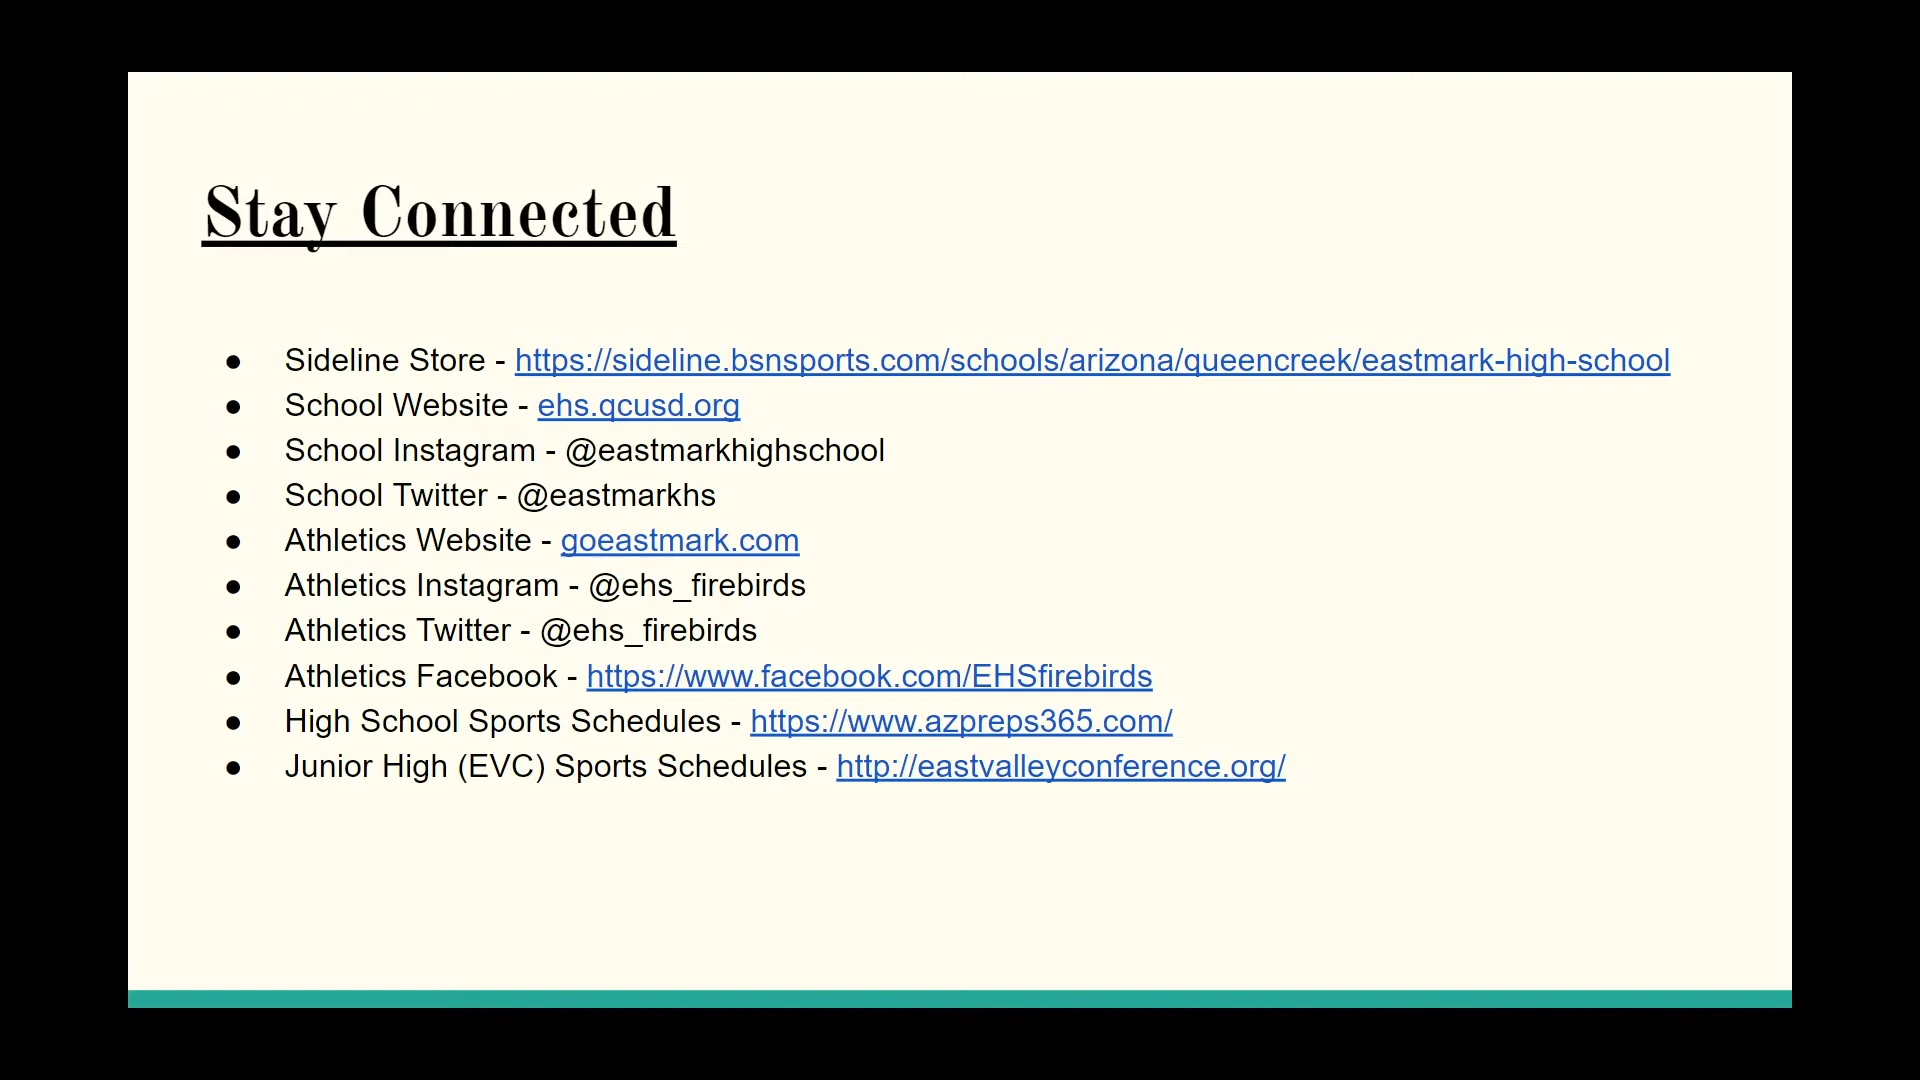 Stay Connected
● Sideline Store - https://sideline.bsnsports.com/schools/arizona/queencreek/eastmark-high-school
● School Website - ehs.qcusd.org
● School Instagram - @eastmarkhighschool
● School Twitter - @eastmarkhs
● Athletics Website - goeastmark.com
● Athletics Instagram - @ehs_firebirds
● Athletics Twitter - @ehs_firebirds
● Athletics Facebook - https://www.facebook.com/EHSfirebirds
● High School Sports Schedules - https://www.azpreps365.com/
● Junior High (EVC) Sports Schedules - http://eastvalleyconference.org/